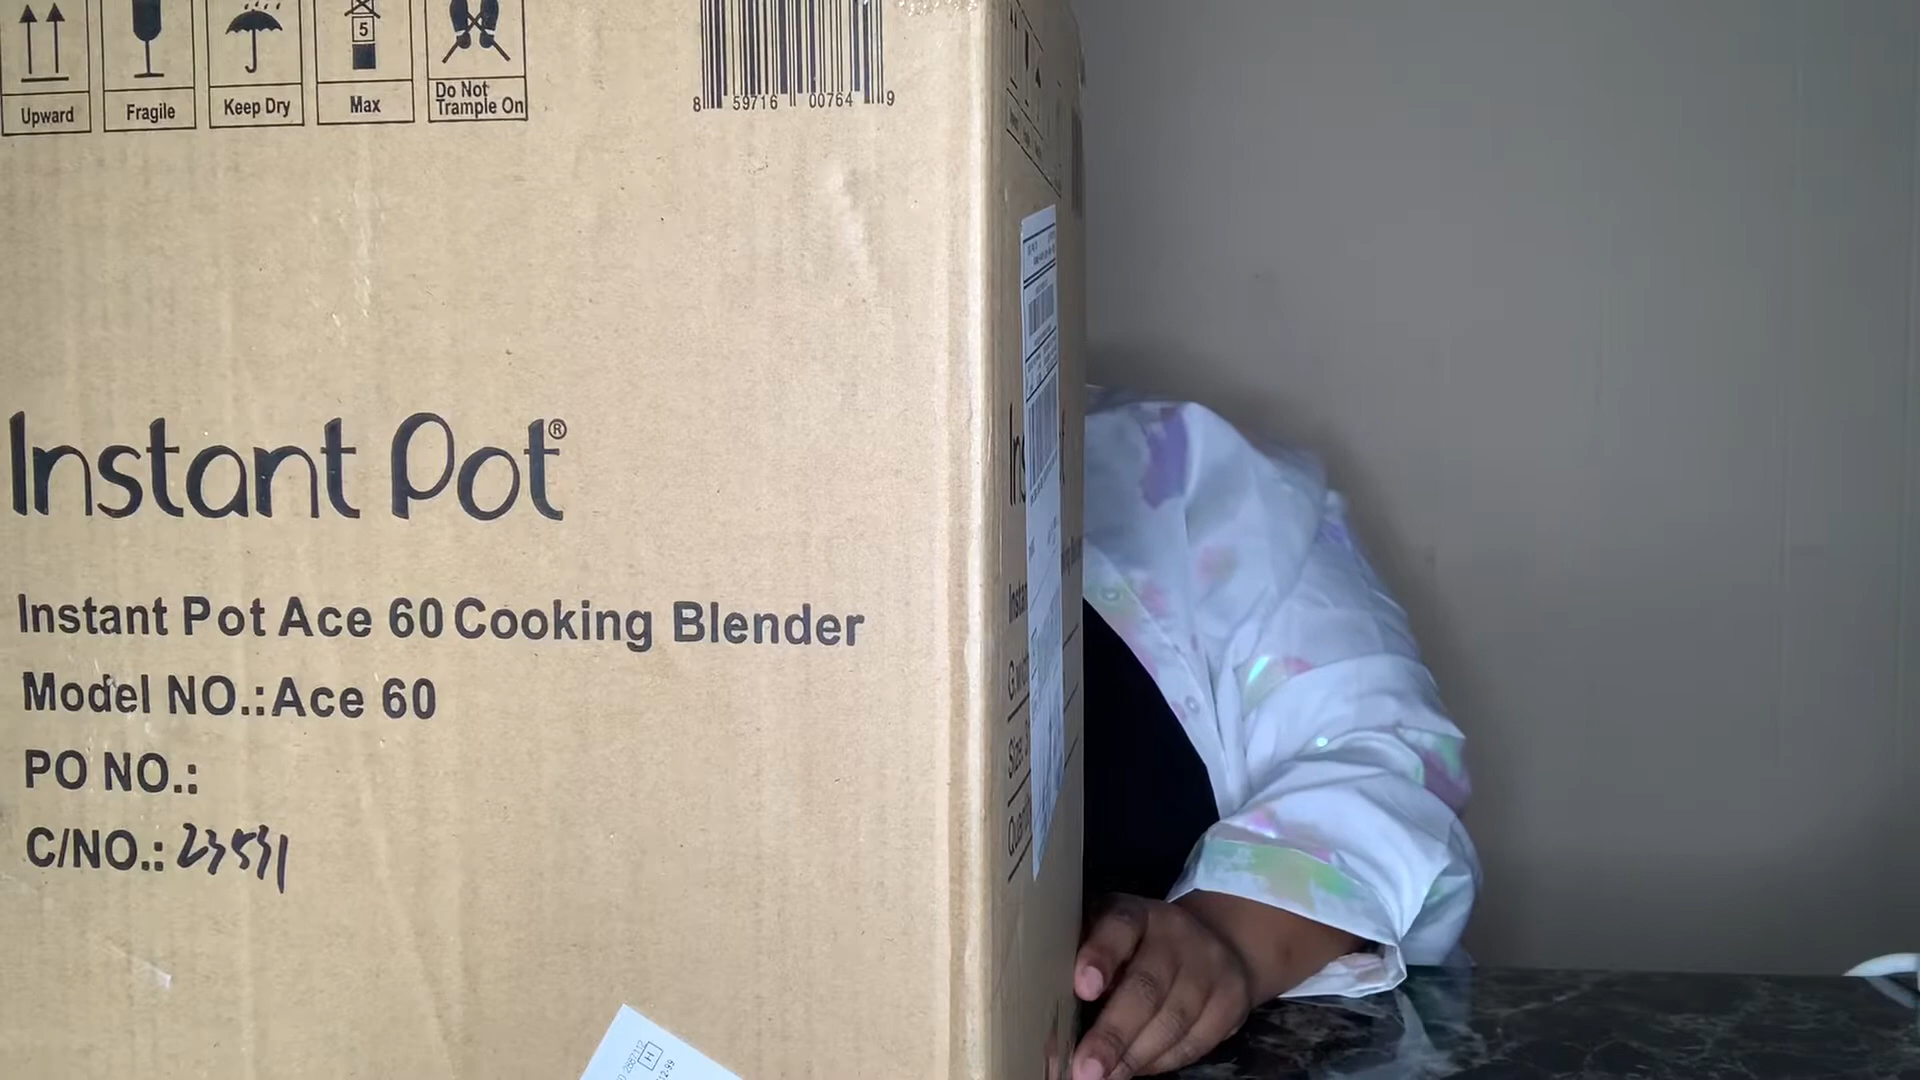 Upward
Fragile
Keep Dry
5
Max
Do Not
Trample On
8 59716 00764 9
Instant Pot®
Instant Pot Ace 60 Cooking Blender
Model NO.:Ace 60
PO NO.:
C/NO.: 23531
H